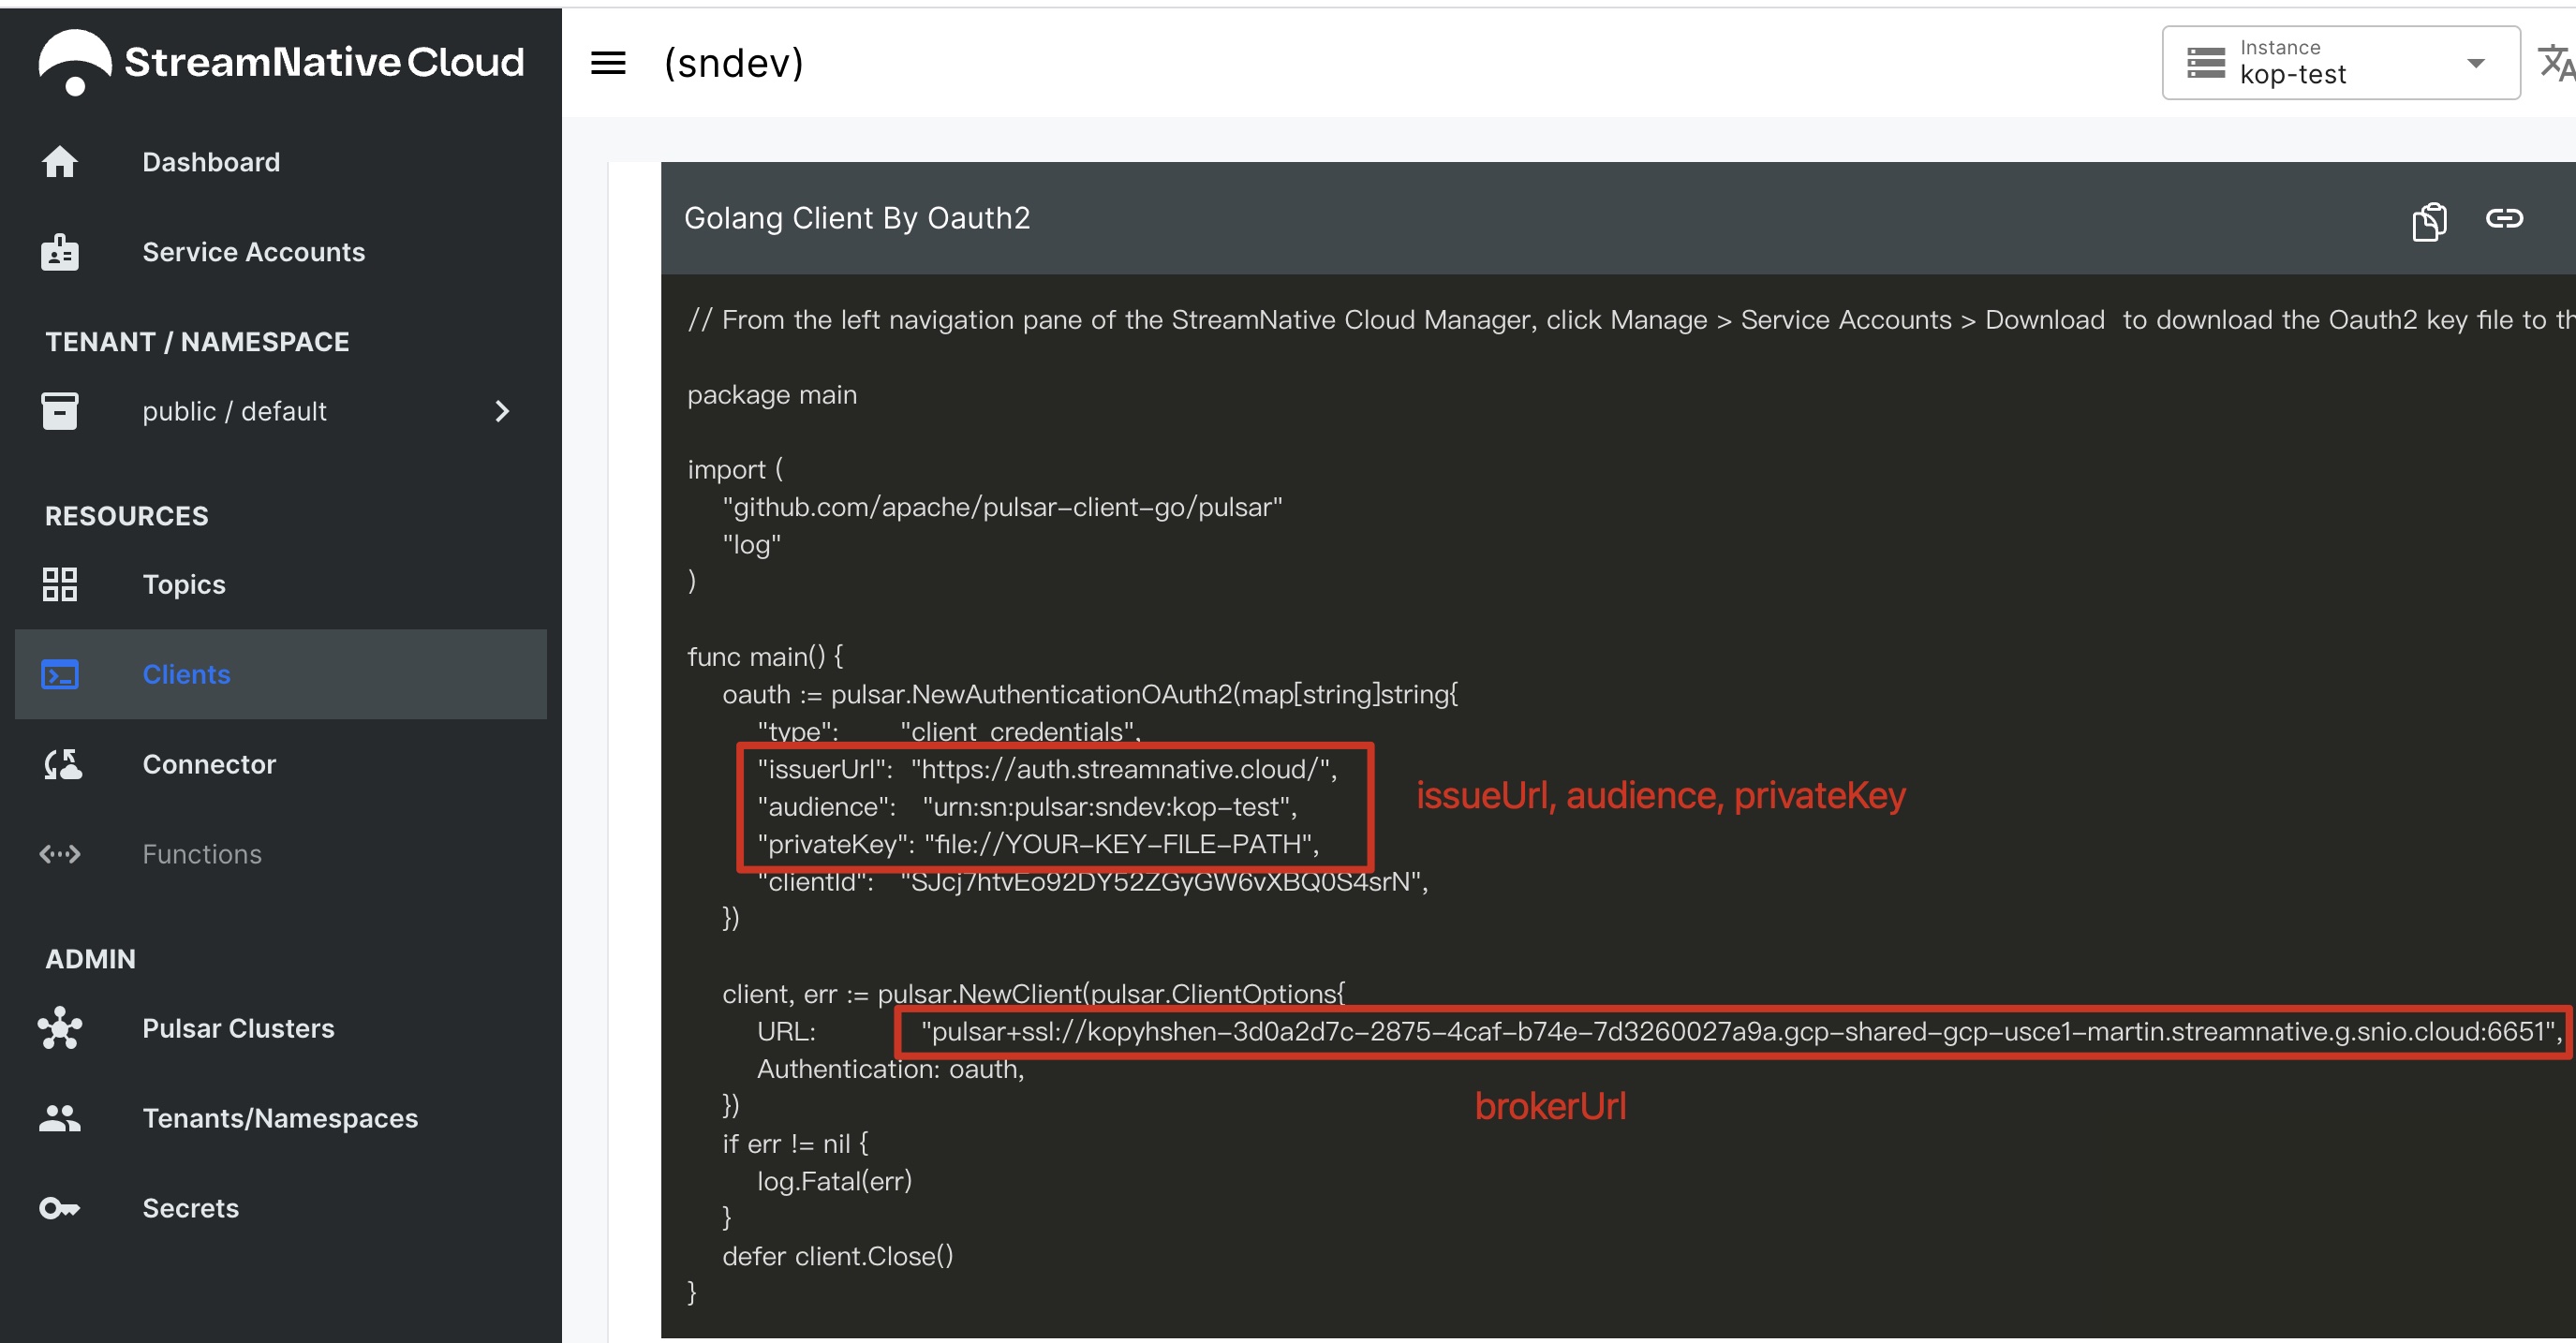 StreamNative Cloud
(sndev)
Instance
kop-test
Dashboard
Service Accounts
TENANT / NAMESPACE
public / default
RESOURCES
Topics
Clients
Connector
Functions
ADMIN
Pulsar Clusters
Tenants/Namespaces
Secrets
Golang Client By Oauth2
// From the left navigation pane of the StreamNative Cloud Manager, click Manage > Service Accounts > Download  to download the Oauth2 key file to th
package main
import (
"github.com/apache/pulsar-client-go/pulsar"
"log"
)
func main() {
oauth := pulsar.NewAuthenticationOAuth2(map[string]string{
"type": "client_credentials",
"issuerUrl": "https://auth.streamnative.cloud/",
"audience": "urn:sn:pulsar:sndev:kop-test",
"privateKey": "file://YOUR-KEY-FILE-PATH",
issueUrl, audience, privateKey
"clientId": "SJcj7htvEo92DY52ZGyGW6vXBQ0S4srN",
})
client, err := pulsar.NewClient(pulsar.ClientOptions{
URL: "pulsar+ssl://kopyhshen-3d0a2d7c-2875-4caf-b74e-7d3260027a9a.gcp-shared-gcp-usce1-martin.streamnative.g.snio.cloud:6651",
Authentication: oauth,
})
brokerUrl
if err != nil {
log.Fatal(err)
}
defer client.Close()
}